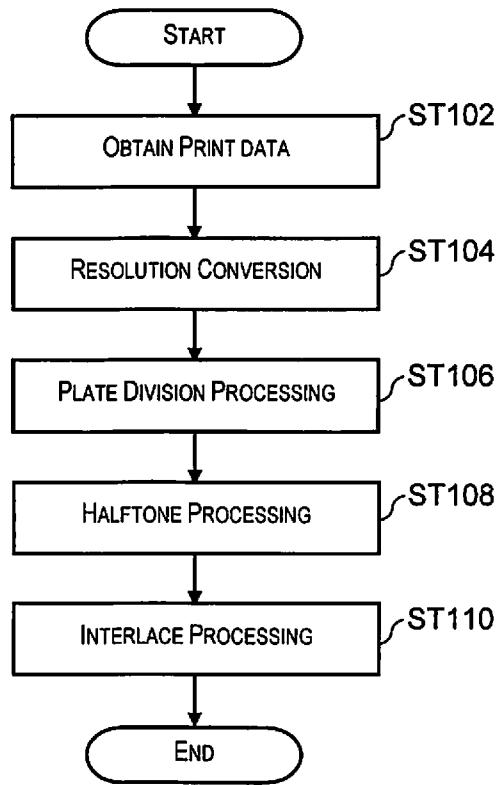 START
ST102
OBTAIN PRINT DATA
ST104
RESOLUTION CONVERSION
ST106
PLATE DIVISION PROCESSING
ST108
HALFTONE PROCESSING
ST110
INTERLACE PROCESSING
END